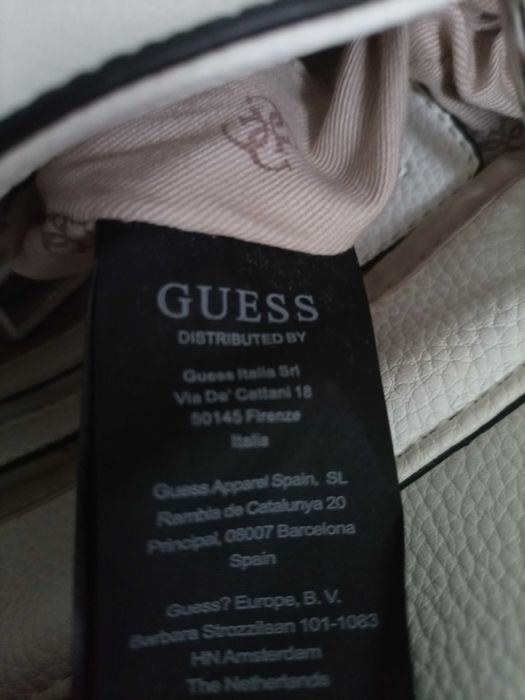 GUESS
DISTRIBUTED BY
Guess Italia Srl
Via De' Cattani 18
50145 Firenze
Italia
Guess Apparel Spain, SL
Rambla de Catalunya 20
Principal, 08007 Barcelona
Spain
Guess? Europe, B. V.
Barbara Strozzilaan 101-1083
HN Amsterdam
The Netherlands